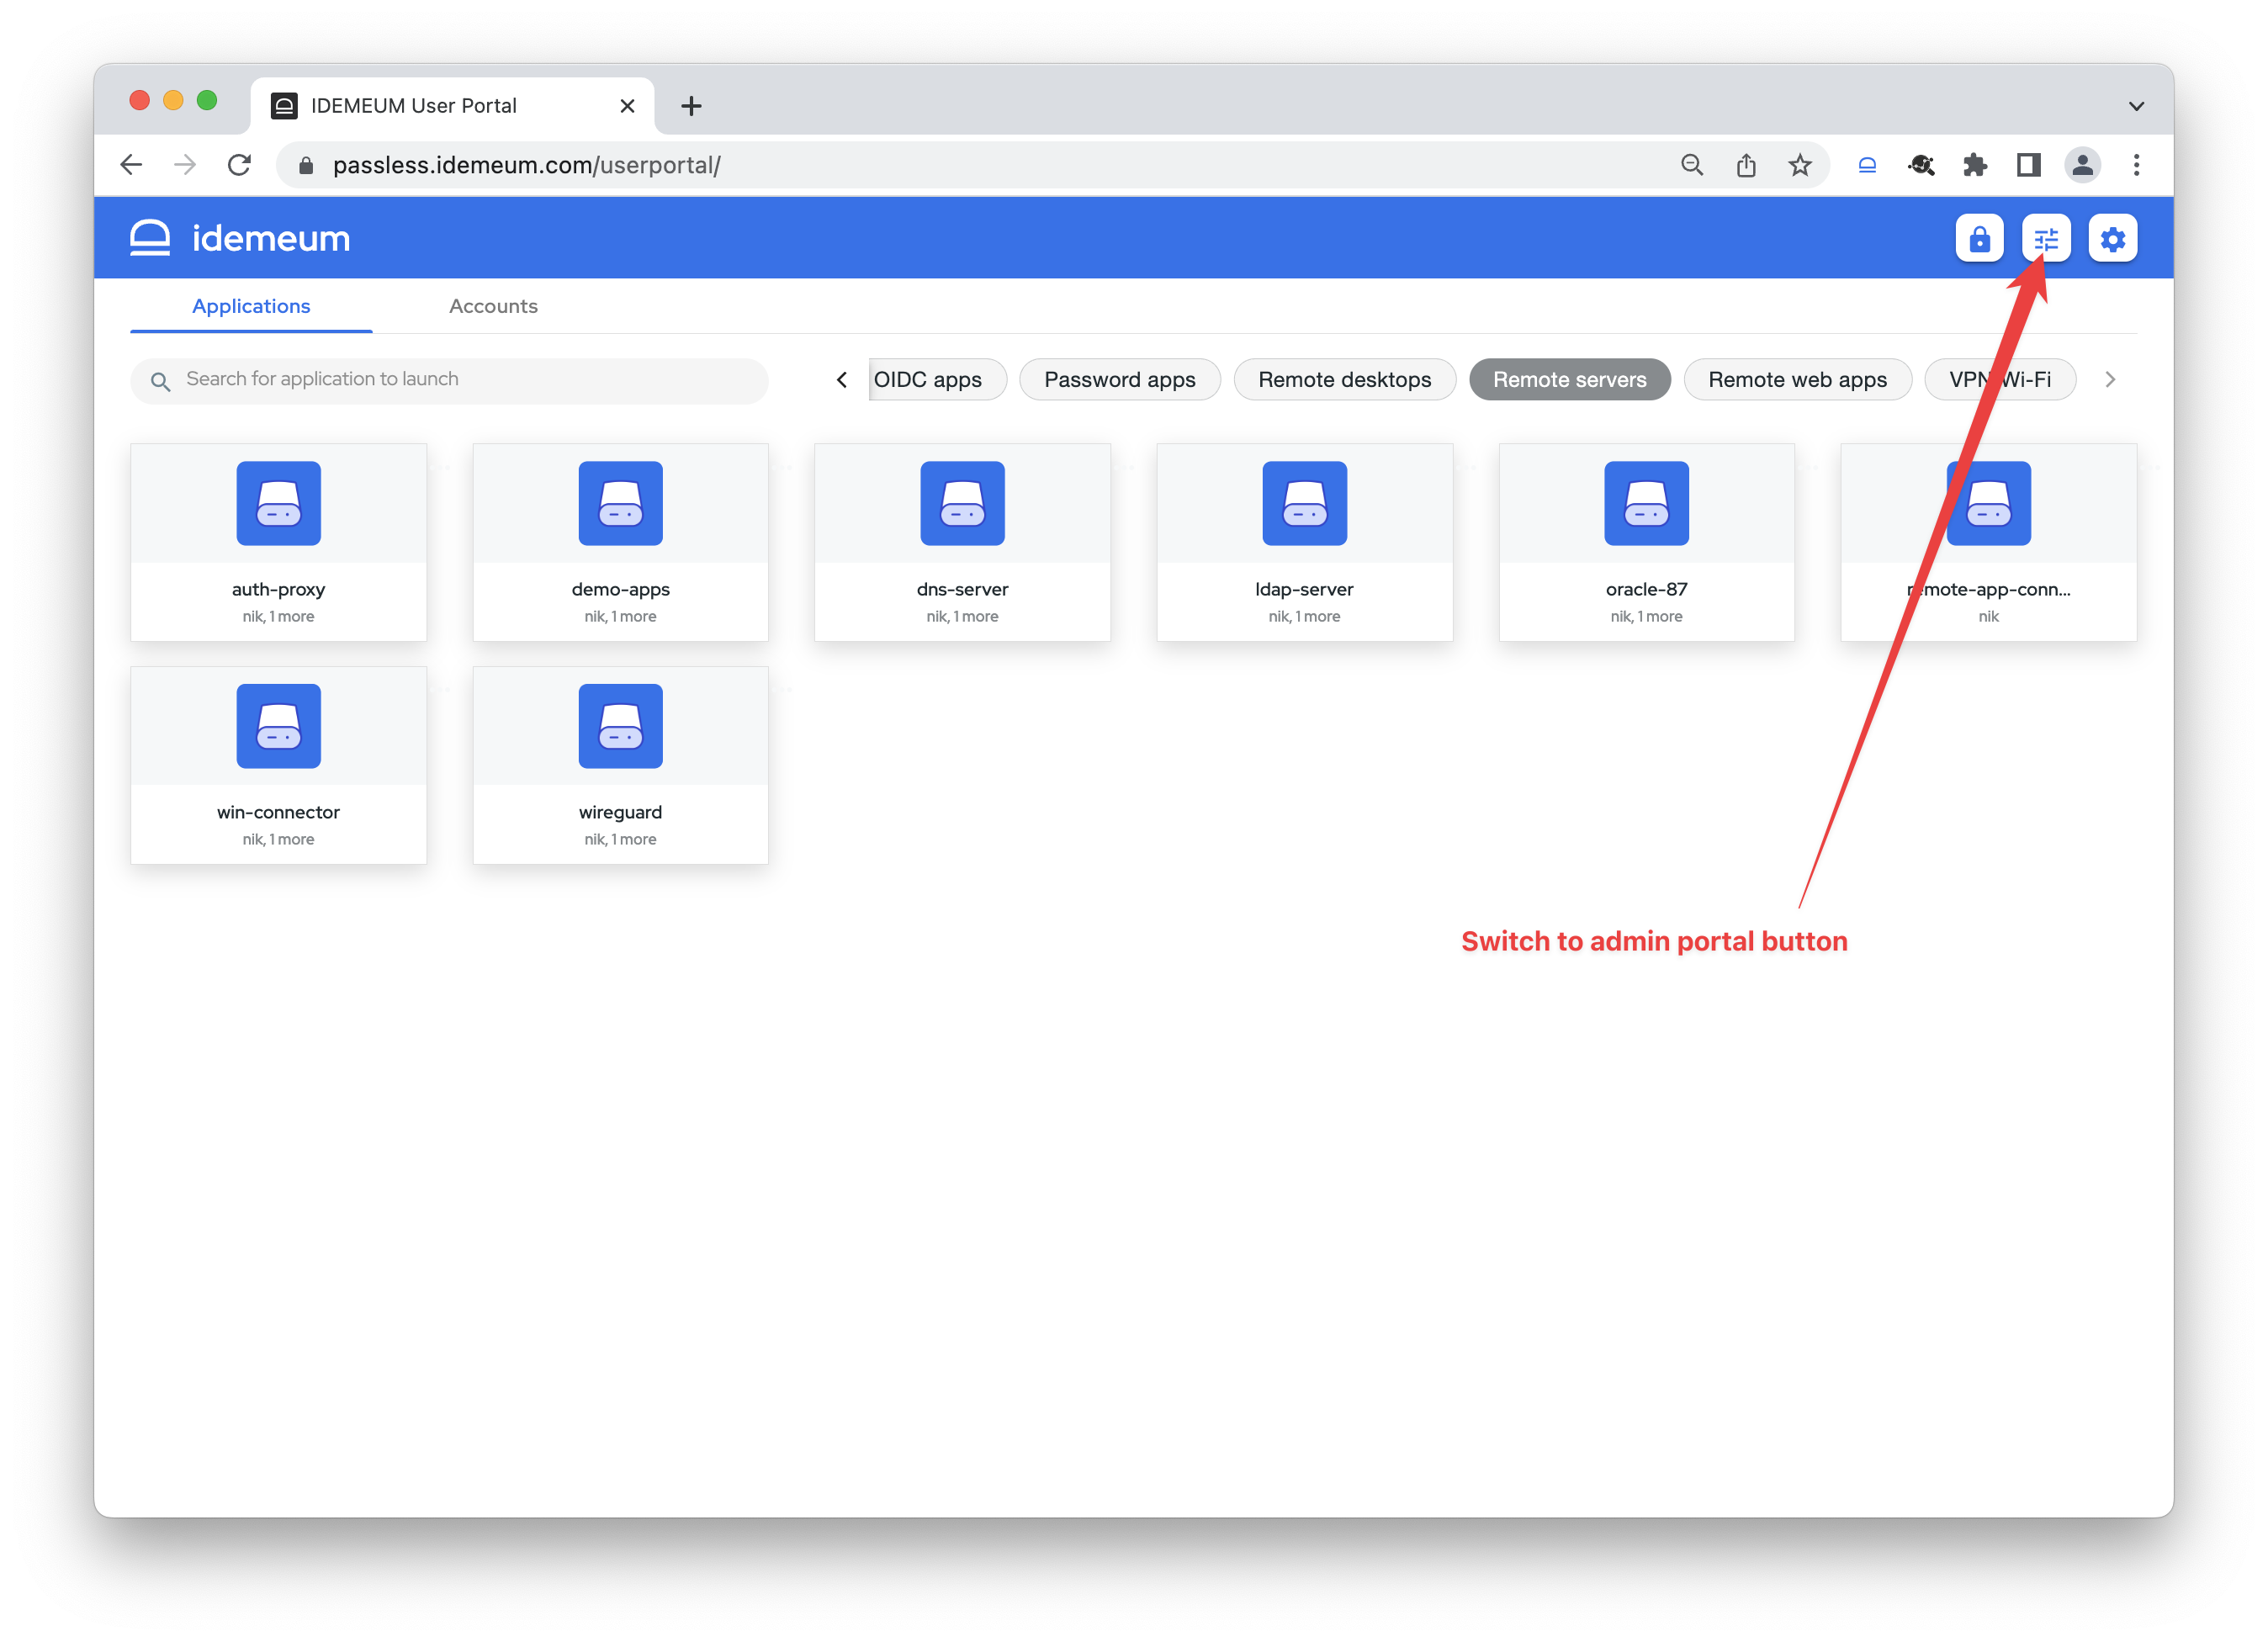 IDEMEUM User Portal
passless.idemeum.com/userportal/
idemeum
Applications Accounts
Search for application to launch
OIDC apps Password apps Remote desktops Remote servers Remote web apps VPN Wi-Fi
auth-proxy demo-apps dns-server ldap-server oracle-87 remote-app-conn...
nik, 1 more nik, 1 more nik, 1 more nik, 1 more nik, 1 more nik
win-connector wireguard
nik, 1 more nik, 1 more
Switch to admin portal button